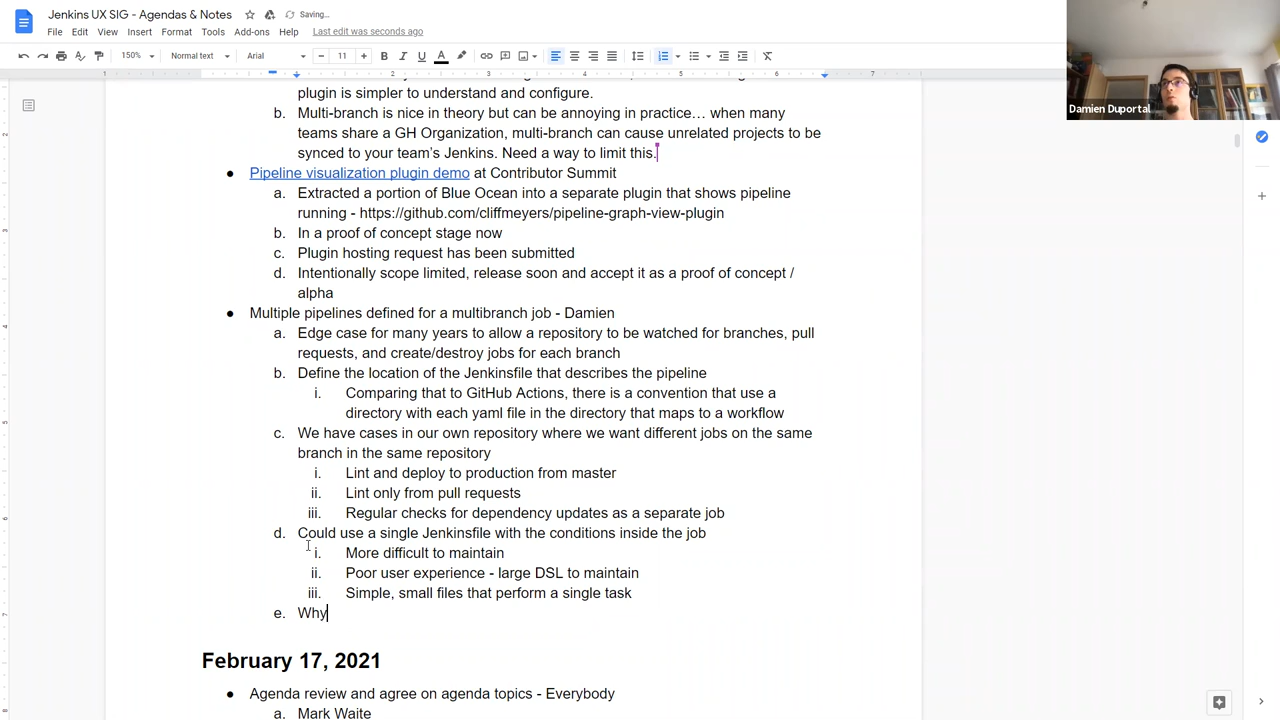 Jenkins UX SIG - Agendas & Notes
Saving...
File Edit View Insert Format Tools Add-ons Help Last edit was seconds ago
150% Normal text Arial 11
1 1 2 3 4 5 6 7
plugin is simpler to understand and configure.
b. Multi-branch is nice in theory but can be annoying in practice… when many
teams share a GH Organization, multi-branch can cause unrelated projects to be
synced to your team's Jenkins. Need a way to limit this.
● Pipeline visualization plugin demo at Contributor Summit
a. Extracted a portion of Blue Ocean into a separate plugin that shows pipeline
running - https://github.com/cliffmeyers/pipeline-graph-view-plugin
b. In a proof of concept stage now
c. Plugin hosting request has been submitted
d. Intentionally scope limited, release soon and accept it as a proof of concept /
alpha
● Multiple pipelines defined for a multibranch job - Damien
a. Edge case for many years to allow a repository to be watched for branches, pull
requests, and create/destroy jobs for each branch
b. Define the location of the Jenkinsfile that describes the pipeline
i. Comparing that to GitHub Actions, there is a convention that use a
directory with each yaml file in the directory that maps to a workflow
c. We have cases in our own repository where we want different jobs on the same
branch in the same repository
i. Lint and deploy to production from master
ii. Lint only from pull requests
iii. Regular checks for dependency updates as a separate job
d. Could use a single Jenkinsfile with the conditions inside the job
i. More difficult to maintain
ii. Poor user experience - large DSL to maintain
iii. Simple, small files that perform a single task
e. Why
February 17, 2021
● Agenda review and agree on agenda topics - Everybody
a. Mark Waite
Damien Duportal